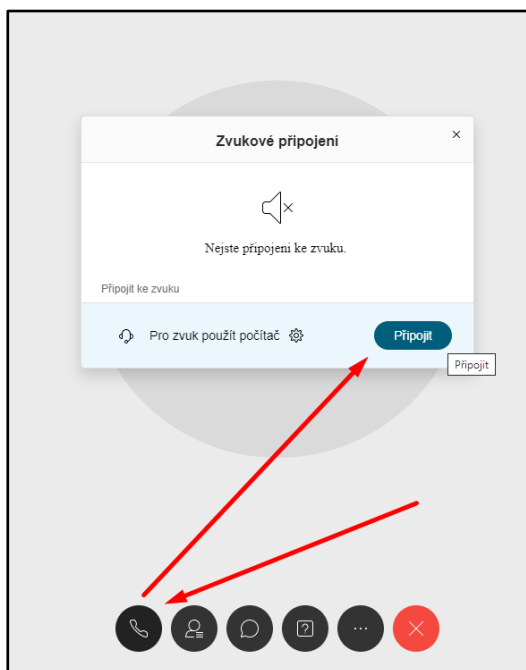 Zvukové připojení
Nejste připojeni ke zvuku.
Připojit ke zvuku
Pro zvuk použít počítač
Připojit
Připojit